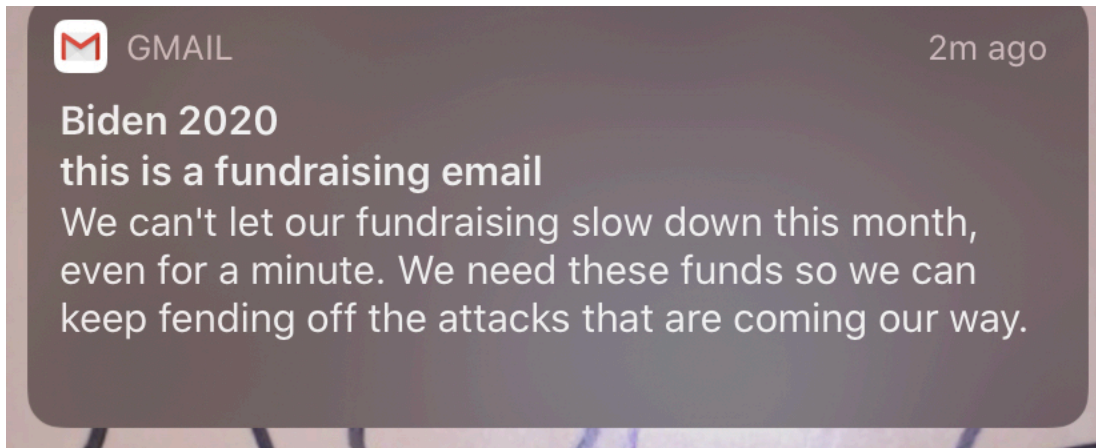 GMAIL
2m ago
Biden 2020
this is a fundraising email
We can't let our fundraising slow down this month,
even for a minute. We need these funds so we can
keep fending off the attacks that are coming our way.